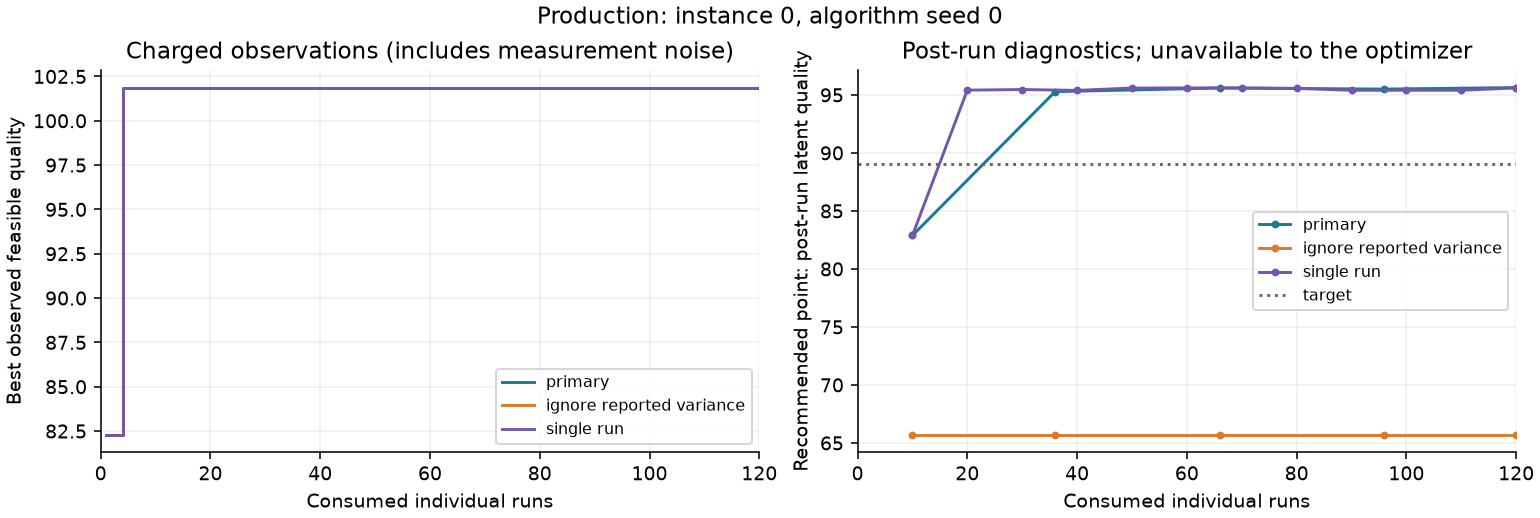 Production: instance 0, algorithm seed 0
Charged observations (includes measurement noise)
Best observed feasible quality
102.5
100.0
97.5
95.0
92.5
90.0
87.5
85.0
82.5
primary
ignore reported variance
single run
0
20
40
60
80
100
120
Consumed individual runs
Post-run diagnostics; unavailable to the optimizer
Recommended point: post-run latent quality
95
90
85
80
75
70
65
primary
ignore reported variance
single run
target
0
20
40
60
80
100
120
Consumed individual runs